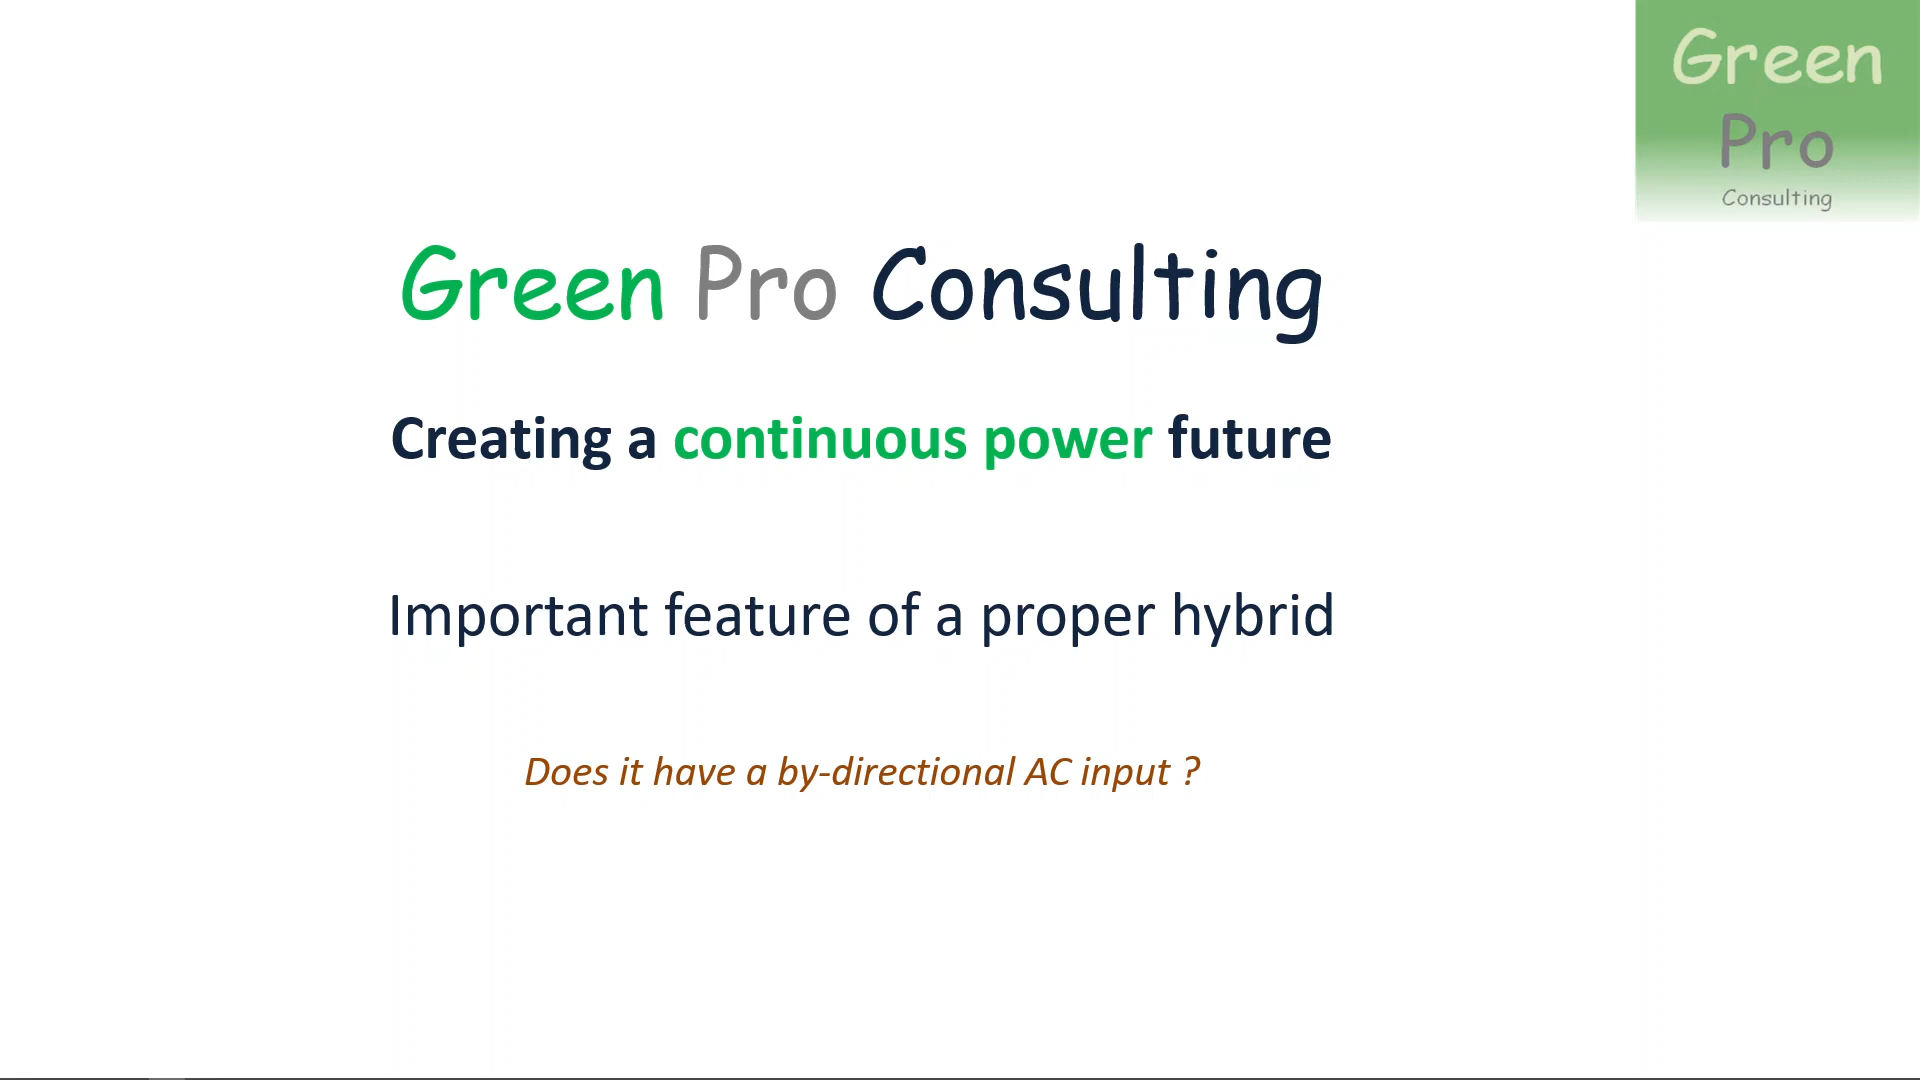 Green
Pro
Consulting
Green Pro Consulting
Creating a continuous power future
Important feature of a proper hybrid
Does it have a by-directional AC input ?